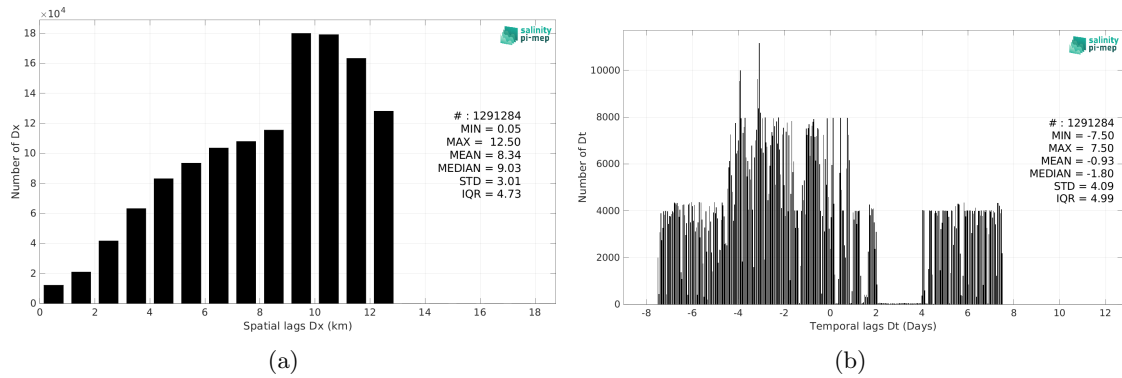 ×10⁴
20
18
16
14
12
10
8
6
4
2
0
Number of Dx
0 2 4 6 8 10 12 14 16 18
Spatial lags Dx (km)
salinity
pi-mep
# : 1291284
MIN = 0.05
MAX = 12.50
MEAN = 8.34
MEDIAN = 9.03
STD = 3.01
IQR = 4.73
(a)
10000
8000
6000
4000
2000
0
Number of Dt
-8 -6 -4 -2 0 2 4 6 8 10 12
Temporal lags Dt (Days)
salinity
pi-mep
# : 1291284
MIN = -7.50
MAX = 7.50
MEAN = -0.93
MEDIAN = -1.80
STD = 4.09
IQR = 4.99
(b)